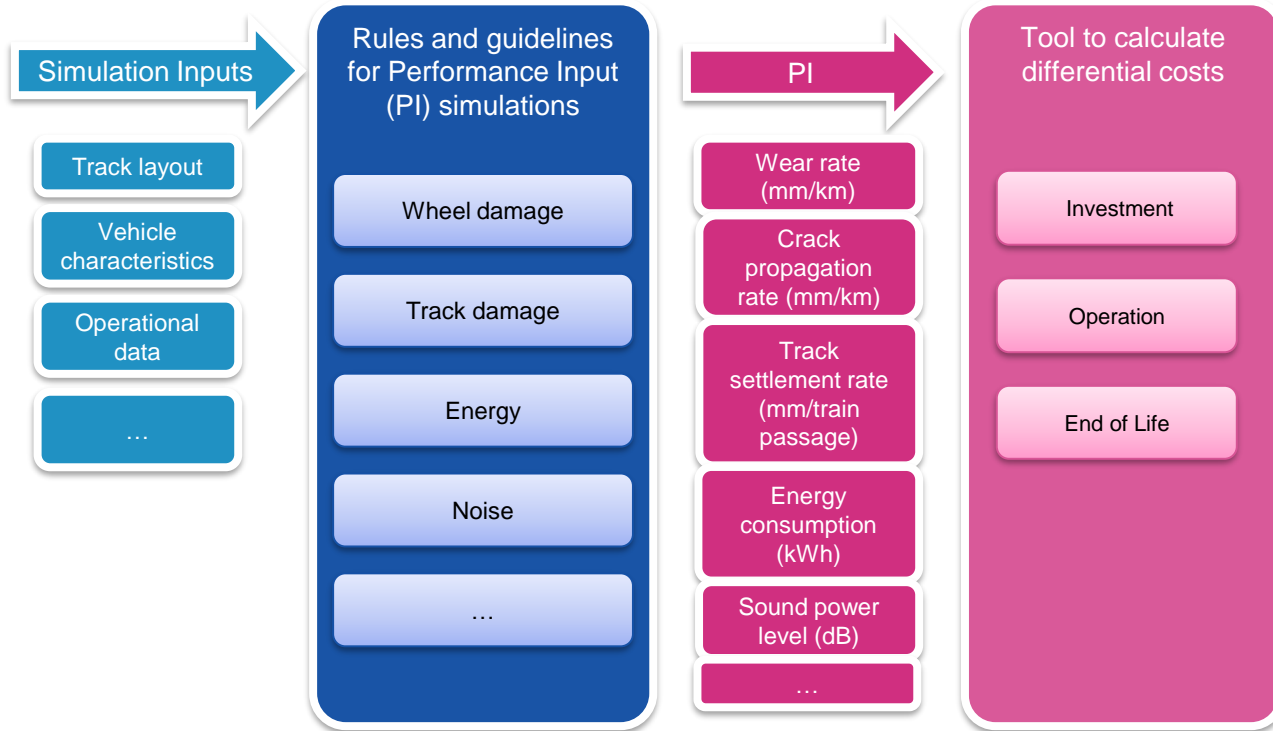 Simulation Inputs
Track layout
Vehicle
characteristics
Operational
data
…
Rules and guidelines
for Performance Input
(PI) simulations
Wheel damage
Track damage
Energy
Noise
…
PI
Wear rate
(mm/km)
Crack
propagation
rate (mm/km)
Track
settlement rate
(mm/train
passage)
Energy
consumption
(kWh)
Sound power
level (dB)
…
Tool to calculate
differential costs
Investment
Operation
End of Life